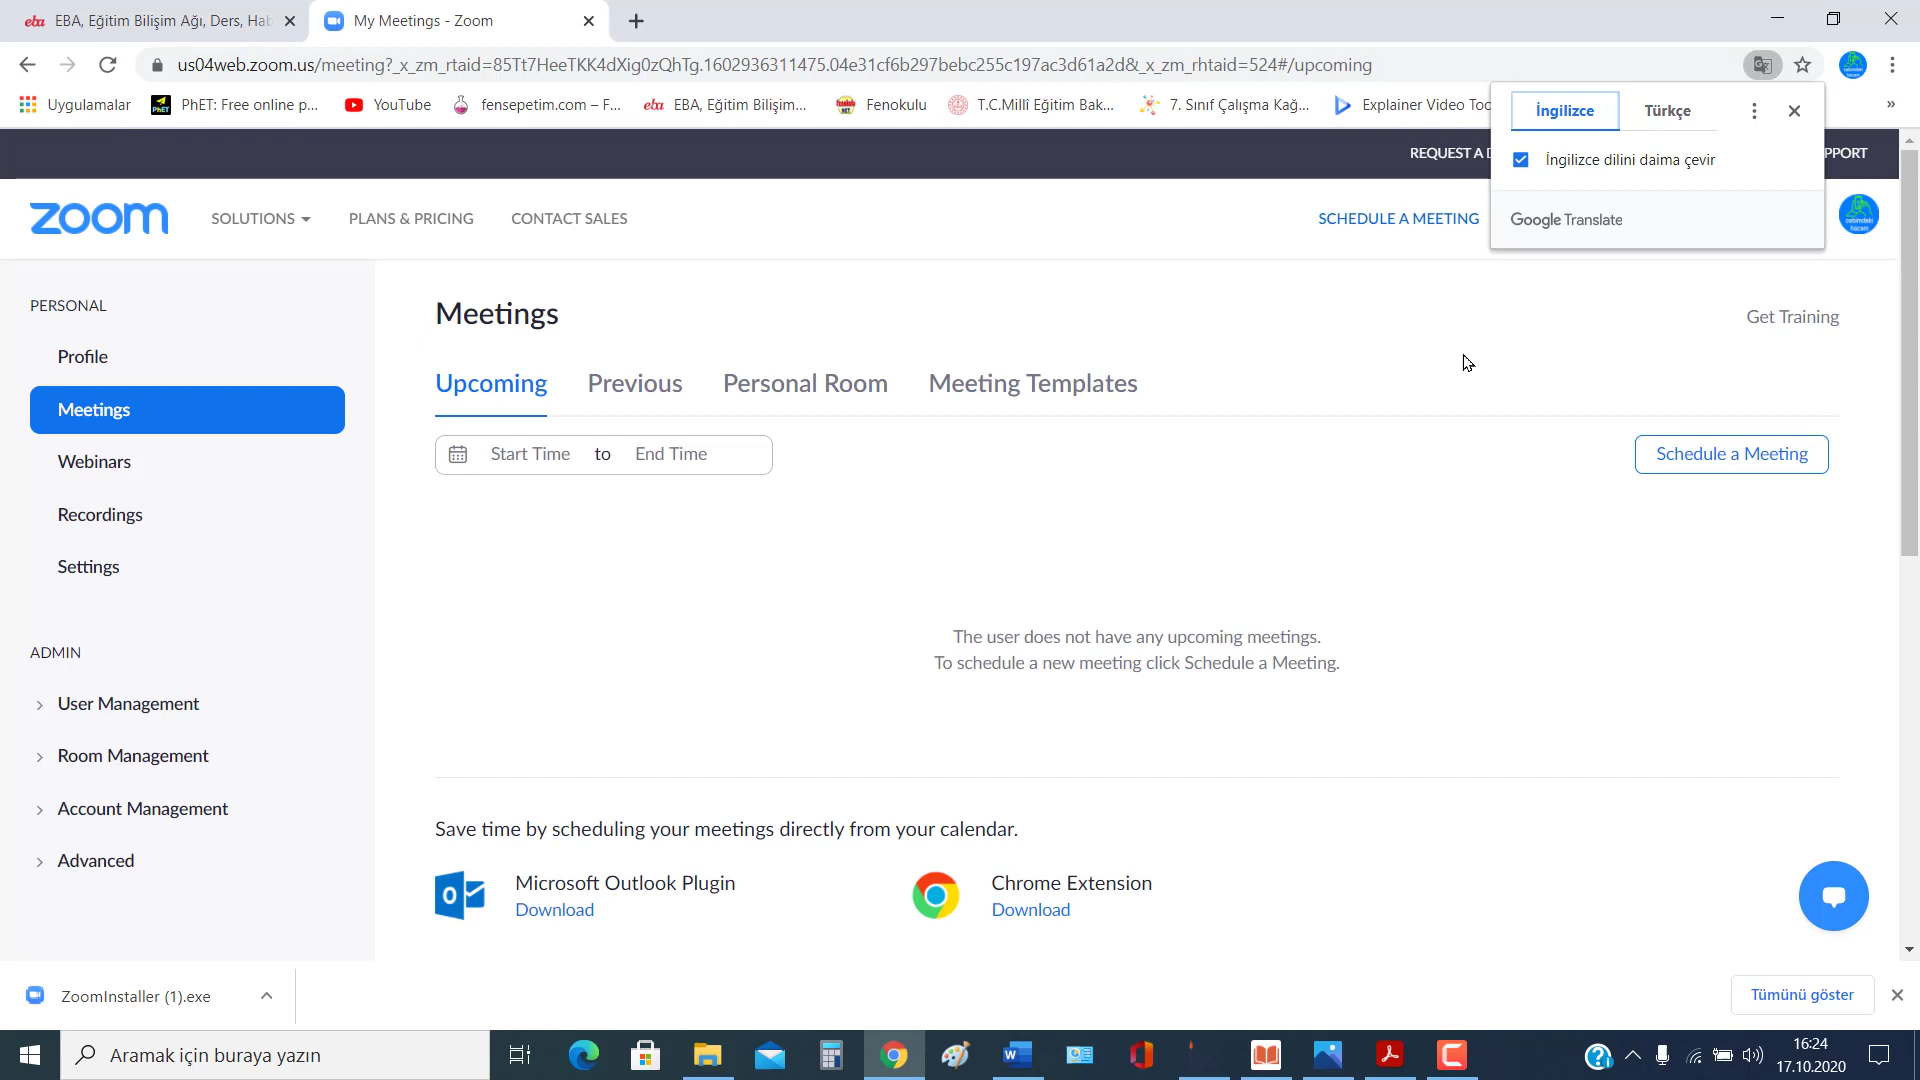 EBA, Eğitim Bilişim Ağı, Ders, Hab
My Meetings - Zoom
us04web.zoom.us/meeting?_x_zm_rtaid=85Tt7HeeTKK4dXig0zQhTg.1602936311475.04e31cf6b297bebc255c197ac3d61a2d&_x_zm_rhtaid=524#/upcoming
Uygulamalar
PhET: Free online p...
YouTube
fensepetim.com – F...
EBA, Eğitim Bilişim...
Fenokulu
T.C.Millî Eğitim Bak...
7. Sınıf Çalışma Kağ...
Explainer Video Too
»
İngilizce
Türkçe
İngilizce dilini daima çevir
Google Translate
REQUEST A D
PPORT
zoom
SOLUTIONS
PLANS & PRICING
CONTACT SALES
SCHEDULE A MEETING
PERSONAL
Profile
Meetings
Webinars
Recordings
Settings
ADMIN
User Management
Room Management
Account Management
Advanced
Meetings
Get Training
Upcoming
Previous
Personal Room
Meeting Templates
Start Time to End Time
Schedule a Meeting
The user does not have any upcoming meetings.
To schedule a new meeting click Schedule a Meeting.
Save time by scheduling your meetings directly from your calendar.
Microsoft Outlook Plugin
Download
Chrome Extension
Download
ZoomInstaller (1).exe
Tümünü göster
Aramak için buraya yazın
16:24
17.10.2020